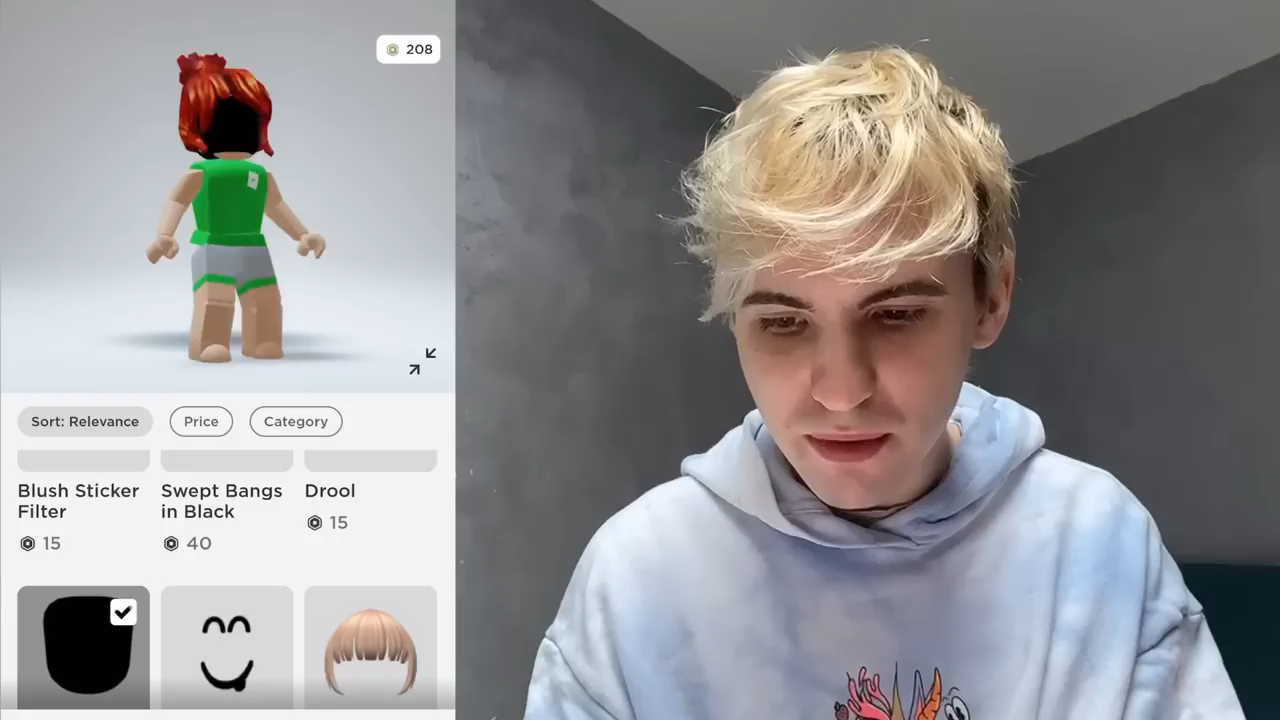 208
Sort: Relevance
Price
Category
Blush Sticker
Filter
15
Swept Bangs
in Black
40
Drool
15